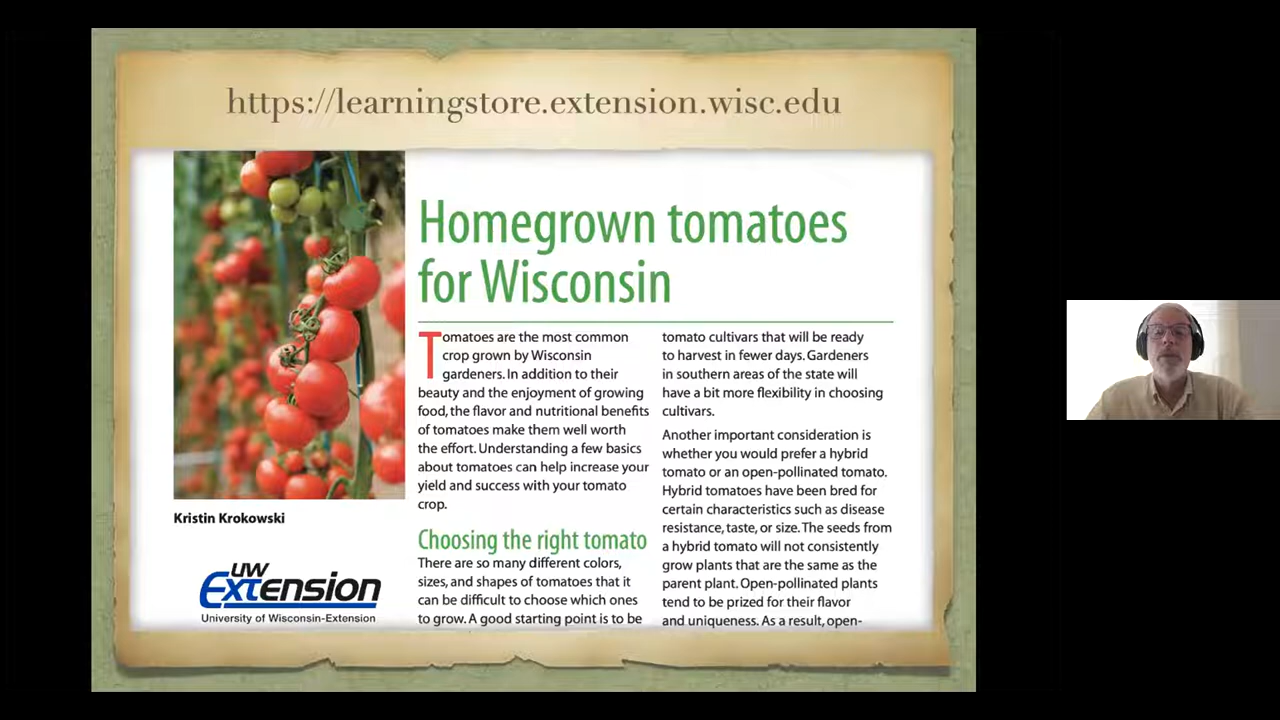 https://learningstore.extension.wisc.edu
Homegrown tomatoes
for Wisconsin
Tomatoes are the most common
crop grown by Wisconsin
gardeners. In addition to their
beauty and the enjoyment of growing
food, the flavor and nutritional benefits
of tomatoes make them well worth
the effort. Understanding a few basics
about tomatoes can help increase your
yield and success with your tomato
crop.
Choosing the right tomato
There are so many different colors,
sizes, and shapes of tomatoes that it
can be difficult to choose which ones
to grow. A good starting point is to be
tomato cultivars that will be ready
to harvest in fewer days. Gardeners
in southern areas of the state will
have a bit more flexibility in choosing
cultivars.
Another important consideration is
whether you would prefer a hybrid
tomato or an open-pollinated tomato.
Hybrid tomatoes have been bred for
certain characteristics such as disease
resistance, taste, or size. The seeds from
a hybrid tomato will not consistently
grow plants that are the same as the
parent plant. Open-pollinated plants
tend to be prized for their flavor
and uniqueness. As a result, open-
Kristin Krokowski
UW
Extension
University of Wisconsin-Extension